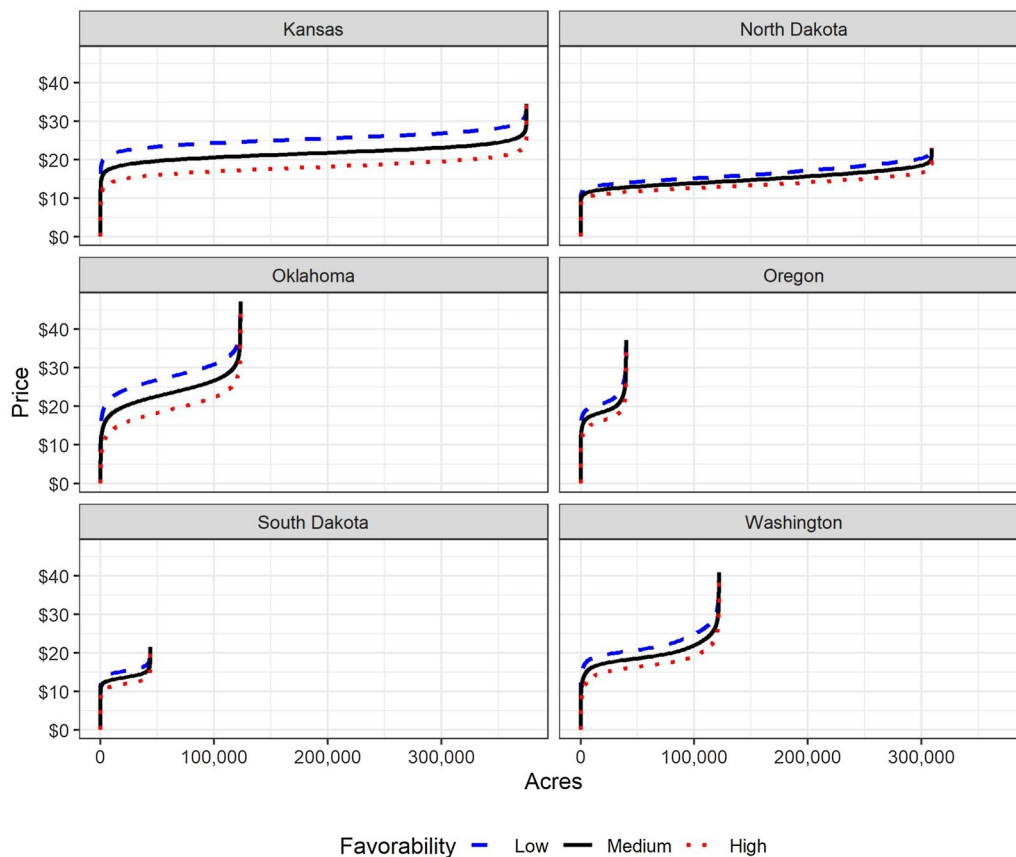 Kansas North Dakota
$40
$30
$20
$10
$0
Oklahoma Oregon
$40
$30
$20
$10
$0
South Dakota Washington
$40
$30
$20
$10
$0
Price
0 100,000 200,000 300,000 0 100,000 200,000 300,000
Acres
Favorability Low Medium High